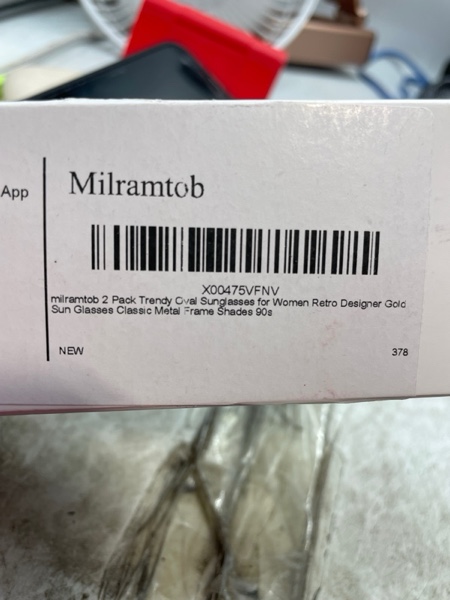 App
Milramtob
X00475VFNV
milramtob 2 Pack Trendy Oval Sunglasses for Women Retro Designer Gold
Sun Glasses Classic Metal Frame Shades 90s
NEW
378